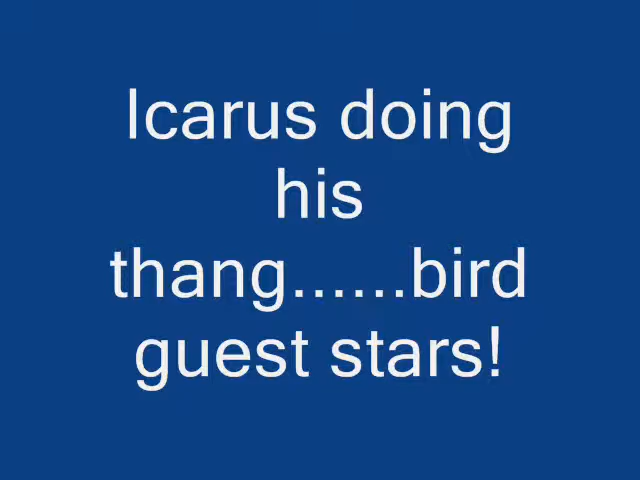 Icarus doing
his
thang......bird
guest stars!